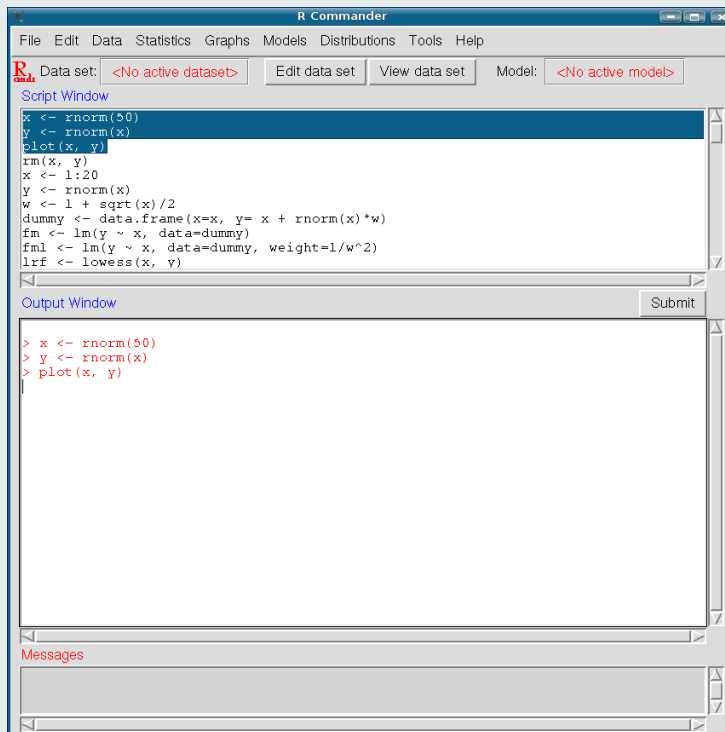 R Commander
File Edit Data Statistics Graphs Models Distributions Tools Help
R cmdr Data set: <No active dataset> Edit data set View data set Model: <No active model>
Script Window
x <- rnorm(50)
y <- rnorm(x)
plot(x, y)
rm(x, y)
x <- 1:20
y <- rnorm(x)
w <- 1 + sqrt(x)/2
dummy <- data.frame(x=x, y= x + rnorm(x)*w)
fm <- lm(y ~ x, data=dummy)
fm1 <- lm(y ~ x, data=dummy, weight=1/w^2)
lrf <- lowess(x, y)
Output Window Submit
> x <- rnorm(50)
> y <- rnorm(x)
> plot(x, y)
Messages